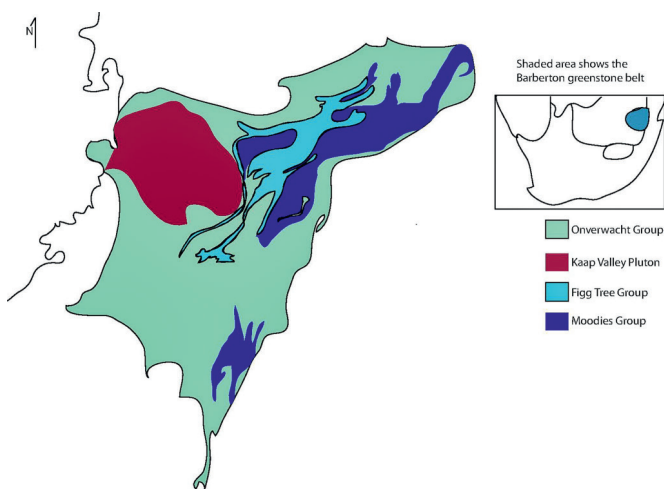 N
Shaded area shows the
Barberton greenstone belt
Onverwacht Group
Kaap Valley Pluton
Figg Tree Group
Moodies Group